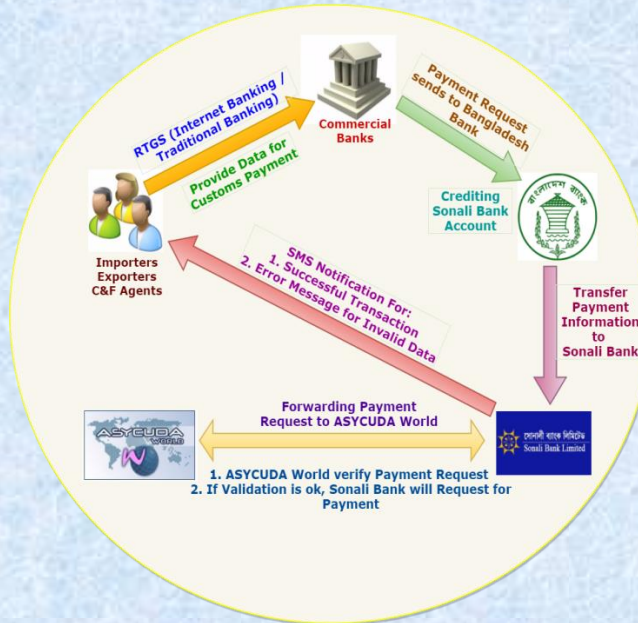 Commercial
Banks
RTGS (Internet Banking /
Traditional Banking)
Provide Data for
Customs Payment
Payment Request
sends to Bangladesh
Bank
Crediting
Sonali Bank
Account
বাংলাদেশ ব্যাংক
Importers
Exporters
C&F Agents
SMS Notification For:
1. Successful Transaction
2. Error Message for Invalid Data
Transfer
Payment
Information
to
Sonali Bank
Forwarding Payment
Request to ASYCUDA World
ASYCUDA
WORLD
সোনালী ব্যাংক লিমিটেড
Sonali Bank Limited
1. ASYCUDA World verify Payment Request
2. If Validation is ok, Sonali Bank will Request for
Payment